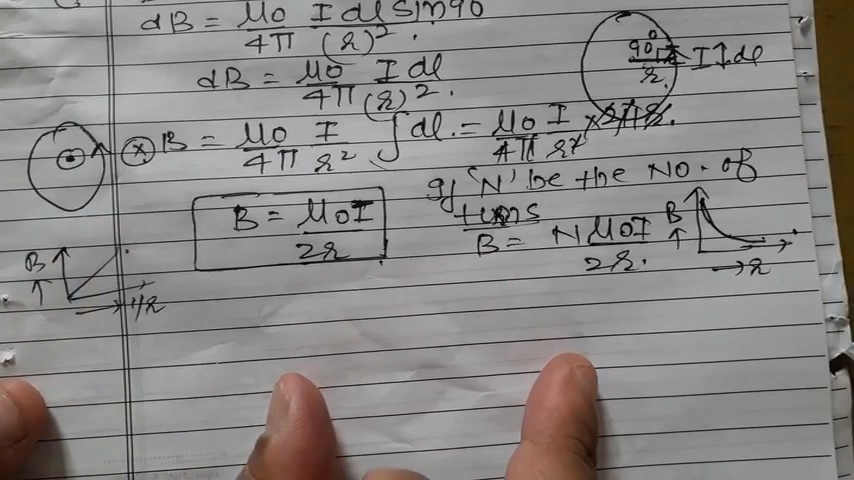 dB = μ0/4π I dl sin90/(r)².
dB = μ0/4π I dl/(r)².
90° I dl
r.
B = μ0/4π I/r² ∫dl. = μ0/4π I/r² × 2πr.
If 'N' be the No. of
turns
B = μ0I/2r
B = Nμ0I/2r.
B
r
B
1/r